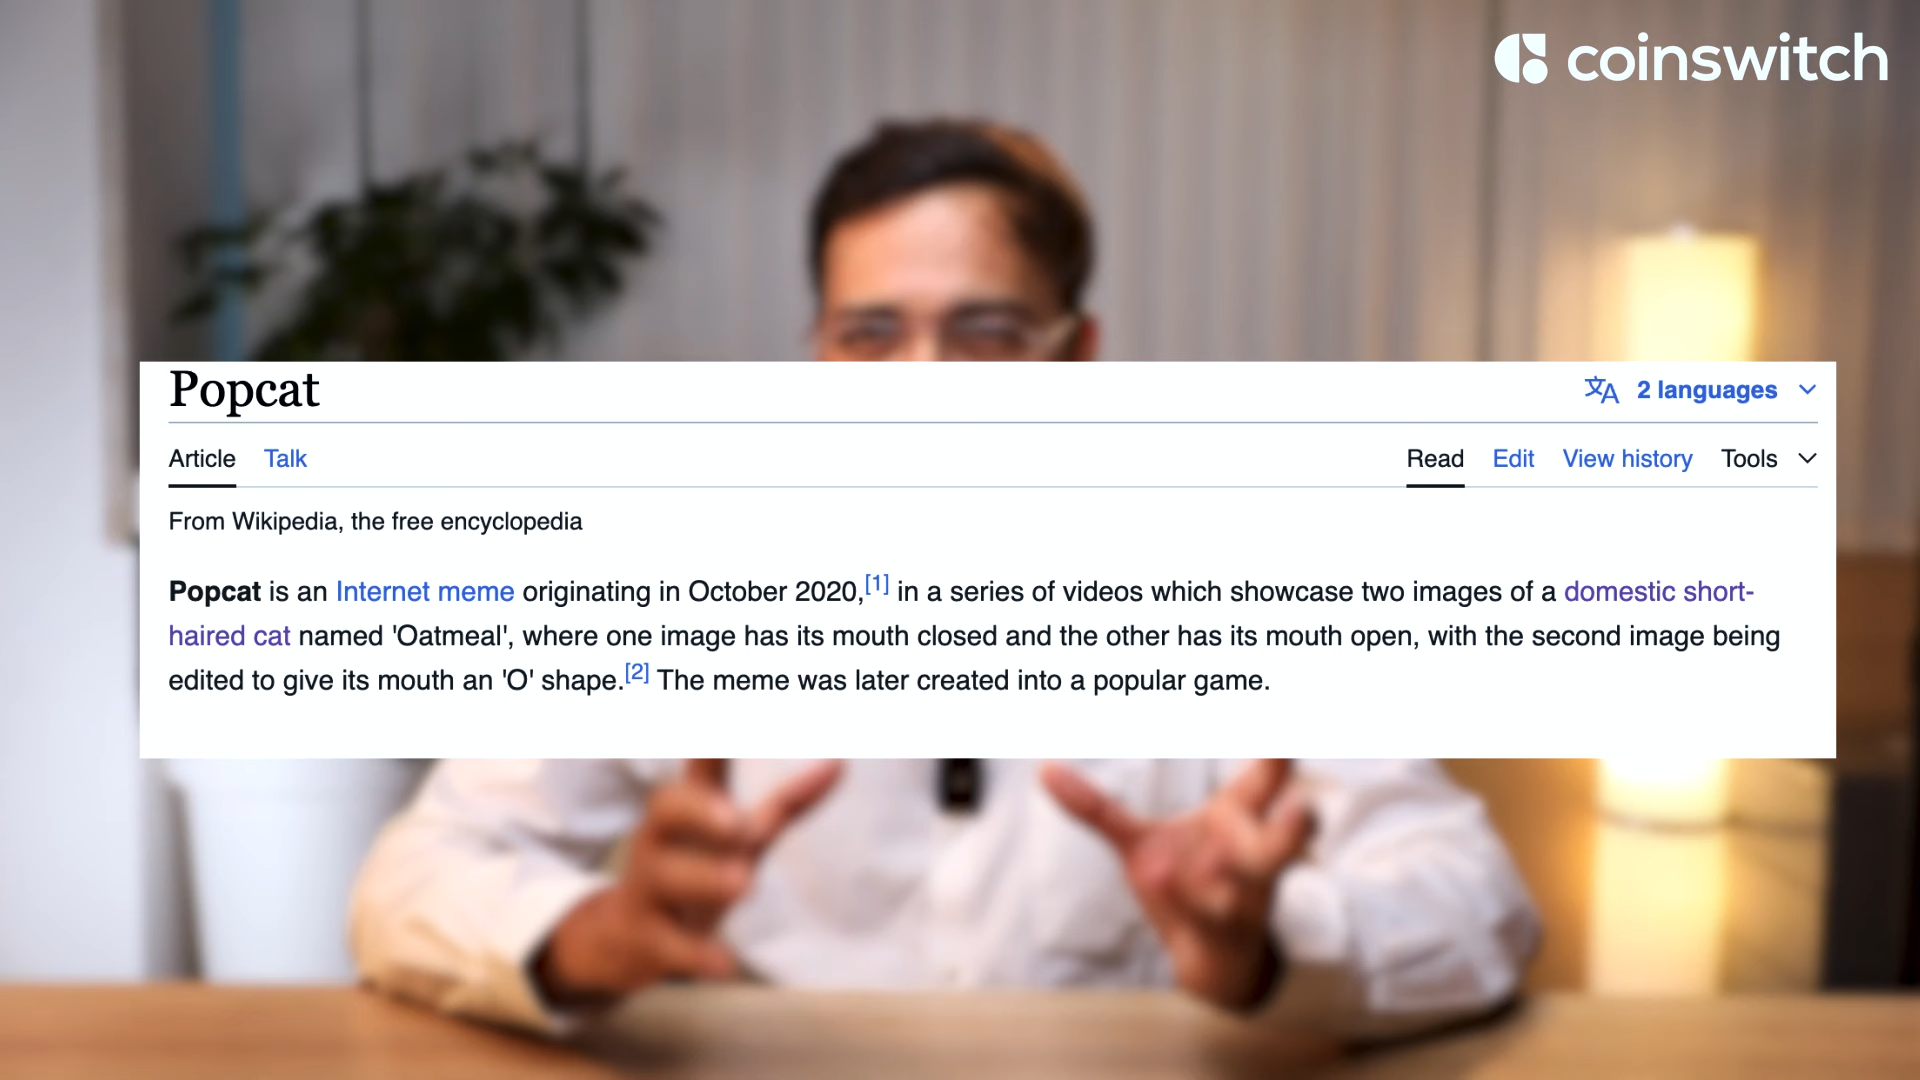 coinswitch
Popcat
2 languages
Article Talk Read Edit View history Tools
From Wikipedia, the free encyclopedia
Popcat is an Internet meme originating in October 2020,[1] in a series of videos which showcase two images of a domestic short-
haired cat named 'Oatmeal', where one image has its mouth closed and the other has its mouth open, with the second image being
edited to give its mouth an 'O' shape.[2] The meme was later created into a popular game.